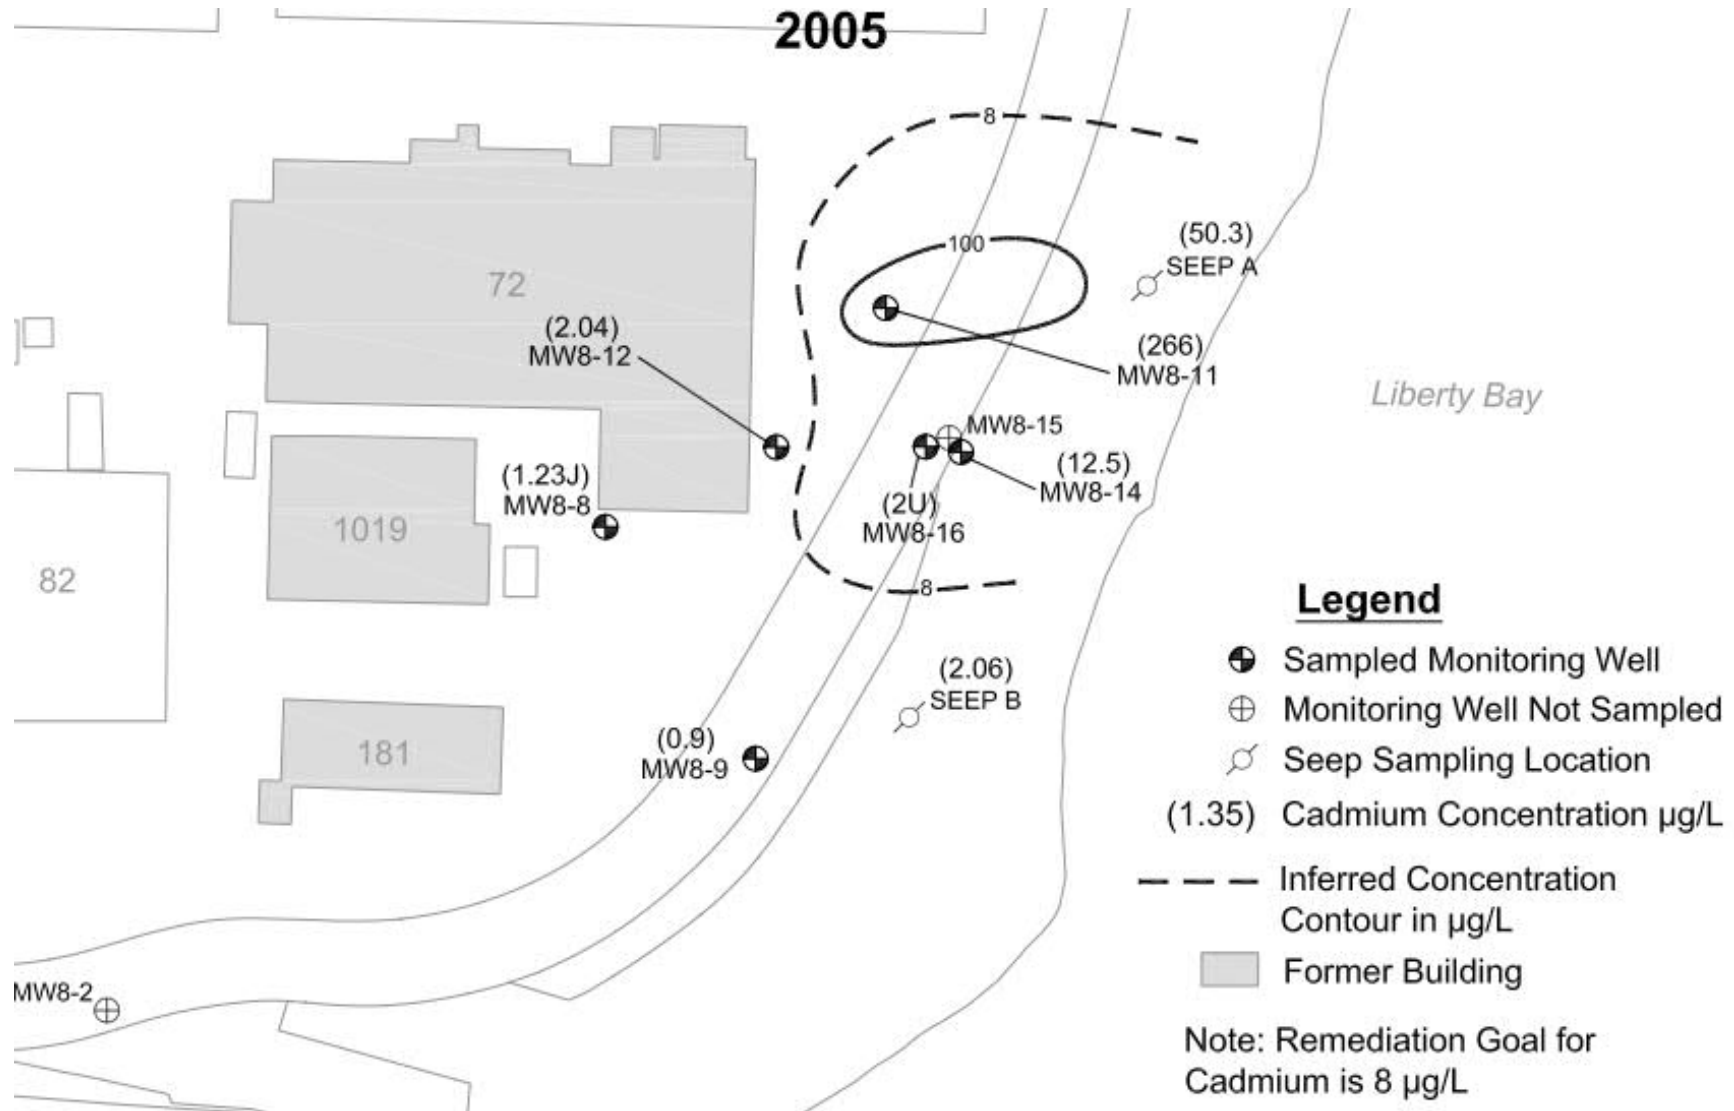 2005
8
100
(50.3)
SEEP A
72
(2.04)
MW8-12
(266)
MW8-11
Liberty Bay
MW8-15
(12.5)
MW8-14
(1.23J)
MW8-8
(2U)
MW8-16
1019
82
8
(2.06)
SEEP B
(0.9)
MW8-9
181
MW8-2
Legend
Sampled Monitoring Well
Monitoring Well Not Sampled
Seep Sampling Location
(1.35) Cadmium Concentration µg/L
Inferred Concentration
Contour in µg/L
Former Building
Note: Remediation Goal for
Cadmium is 8 µg/L